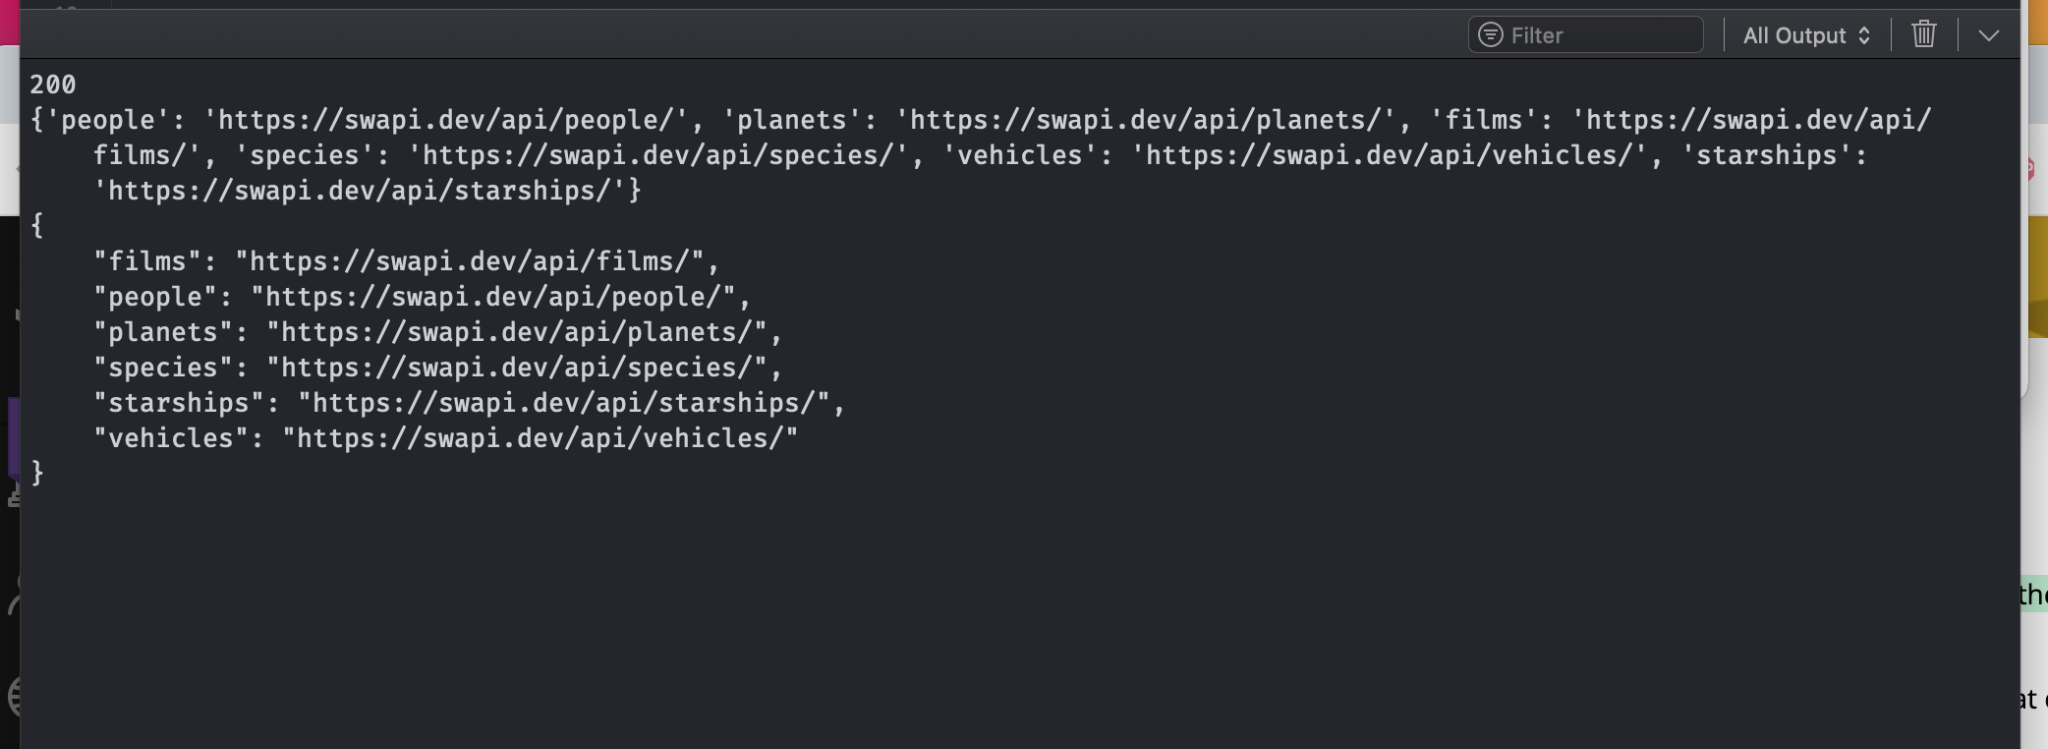 Filter
All Output
200
{'people': 'https://swapi.dev/api/people/', 'planets': 'https://swapi.dev/api/planets/', 'films': 'https://swapi.dev/api/
films/', 'species': 'https://swapi.dev/api/species/', 'vehicles': 'https://swapi.dev/api/vehicles/', 'starships':
'https://swapi.dev/api/starships/'}
{
"films": "https://swapi.dev/api/films/",
"people": "https://swapi.dev/api/people/",
"planets": "https://swapi.dev/api/planets/",
"species": "https://swapi.dev/api/species/",
"starships": "https://swapi.dev/api/starships/",
"vehicles": "https://swapi.dev/api/vehicles/"
}